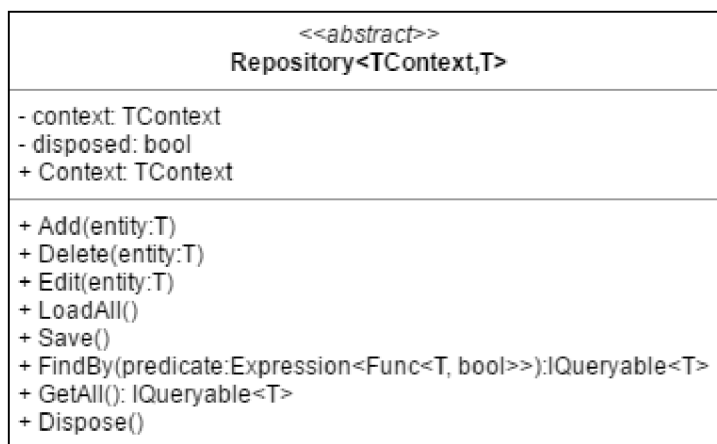 <<abstract>>
Repository<TContext,T>
- context: TContext
- disposed: bool
+ Context: TContext
+ Add(entity:T)
+ Delete(entity:T)
+ Edit(entity:T)
+ LoadAll()
+ Save()
+ FindBy(predicate:Expression<Func<T, bool>>):IQueryable<T>
+ GetAll(): IQueryable<T>
+ Dispose()